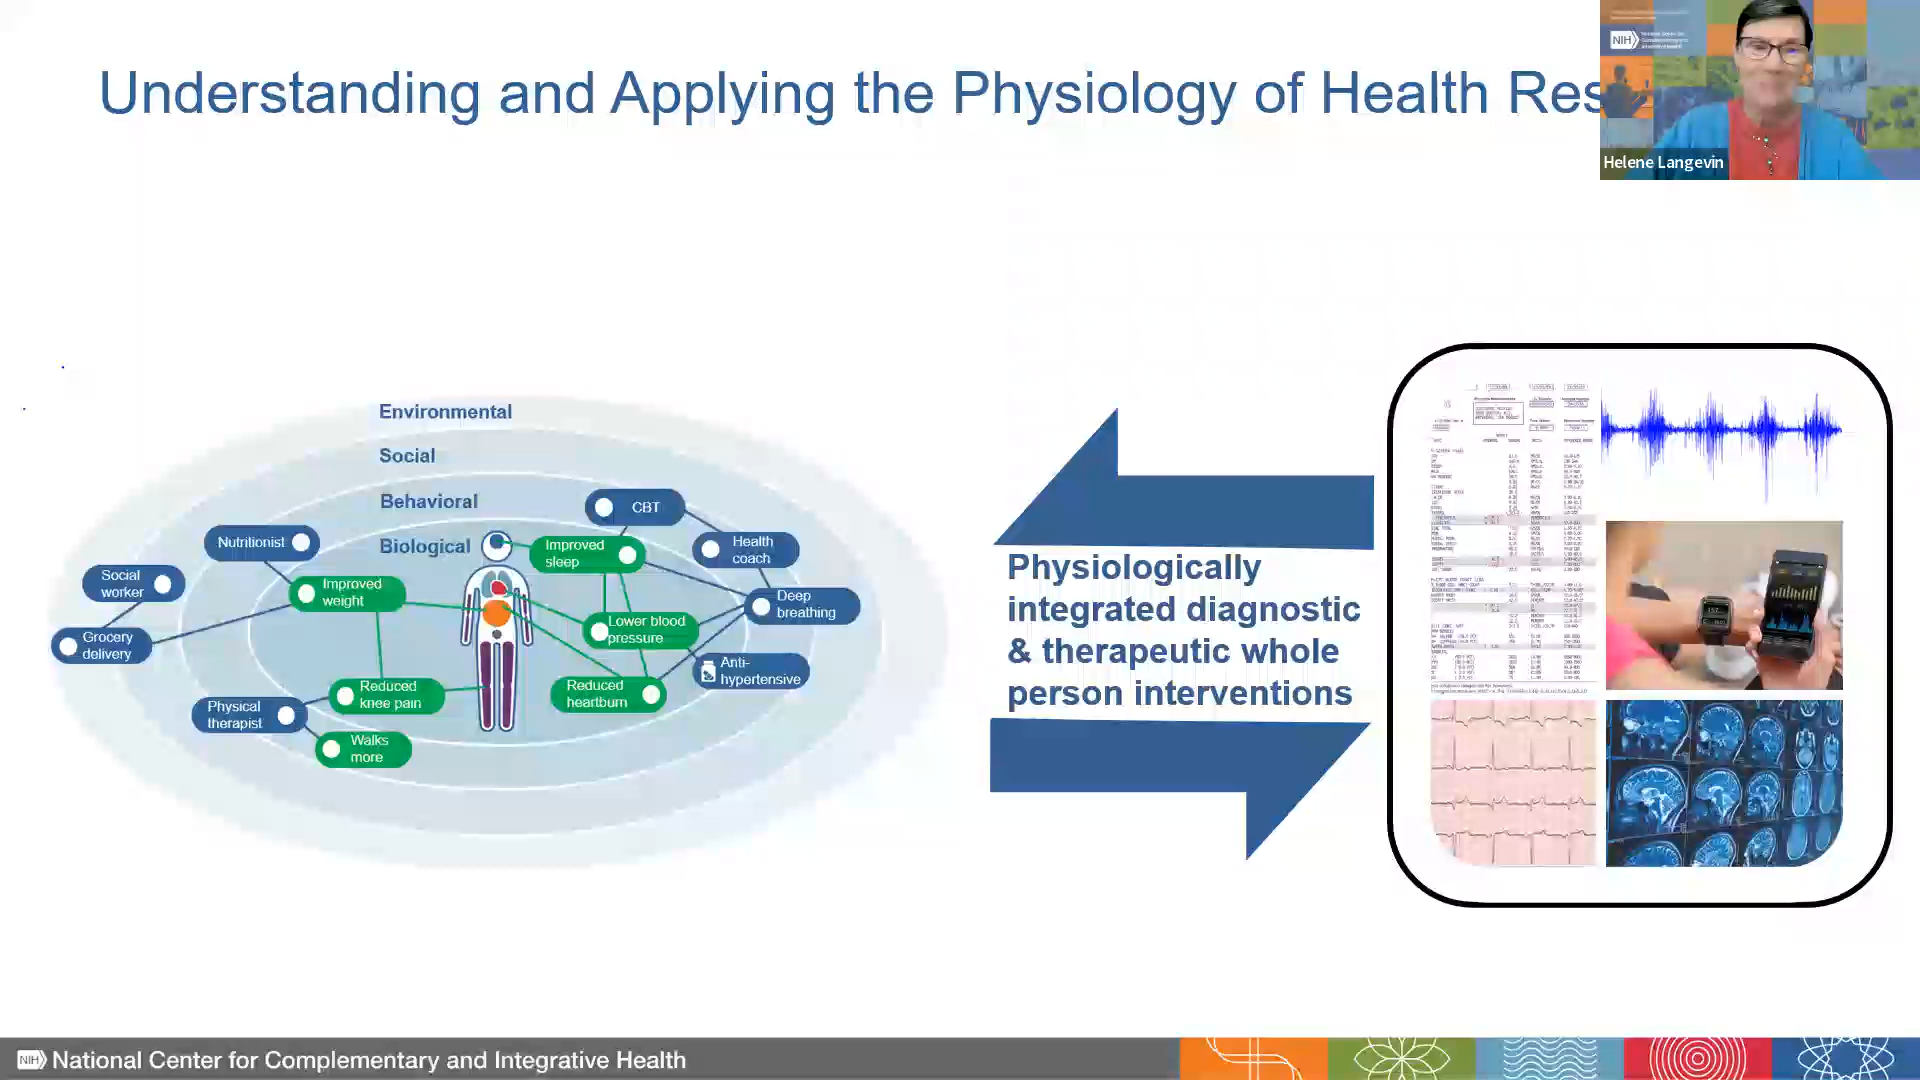 Understanding and Applying the Physiology of Health Res
NIH
Helene Langevin
Environmental
Social
Behavioral
Biological
CBT
Nutritionist
Improved
sleep
Health
coach
Social
worker
Improved
weight
Deep
breathing
Grocery
delivery
Lower blood
pressure
Anti-
hypertensive
Reduced
knee pain
Reduced
heartburn
Physical
therapist
Walks
more
Physiologically
integrated diagnostic
& therapeutic whole
person interventions
NIH National Center for Complementary and Integrative Health